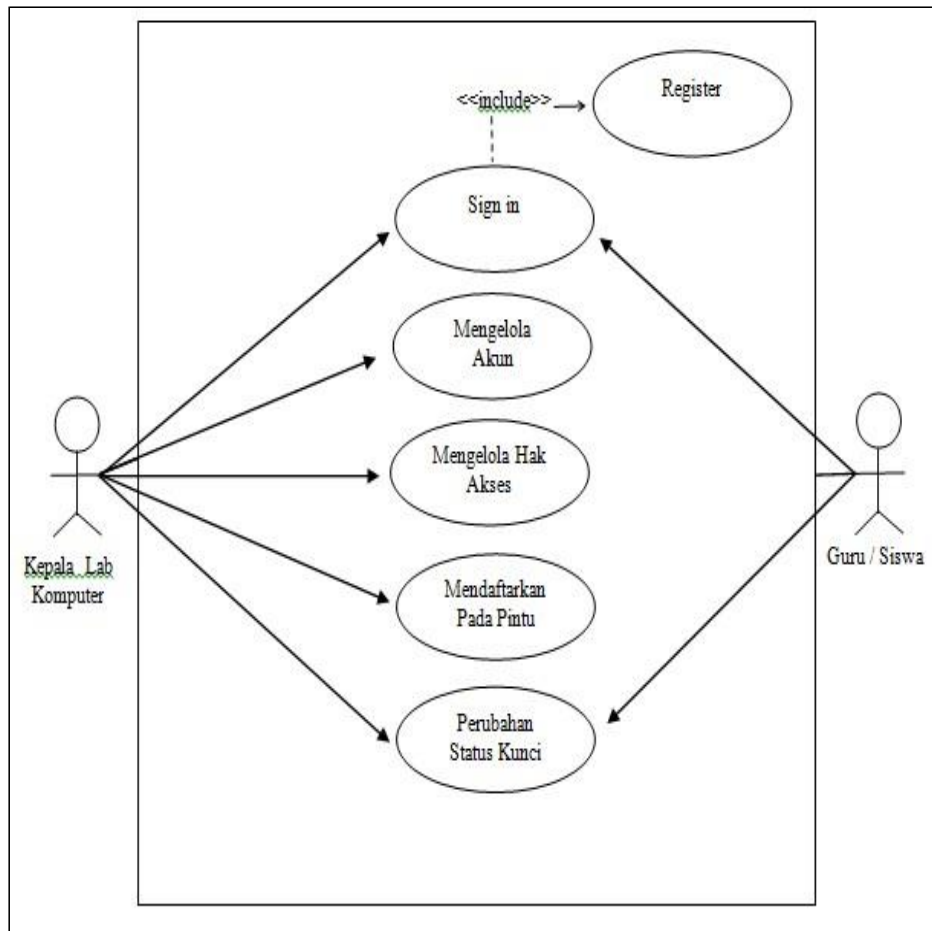 Register
<<include>>
Sign in
Mengelola
Akun
Mengelola Hak
Akses
Kepala Lab
Komputer
Guru / Siswa
Mendaftarkan
Pada Pintu
Perubahan
Status Kunci